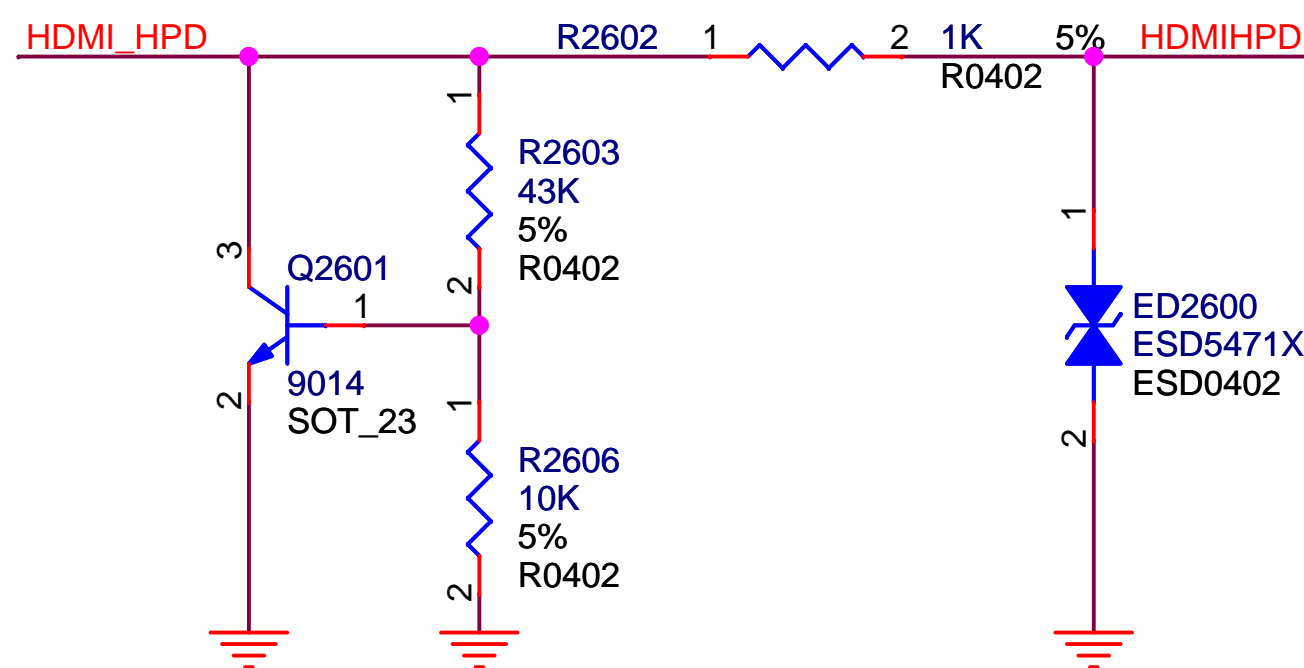 HDMI_HPD
R2602
1
2
1K
5%
HDMIHPD
R0402
1
R2603
43K
5%
R0402
2
3
Q2601
1
9014
SOT_23
2
1
R2606
10K
5%
R0402
2
1
ED2600
ESD5471X
ESD0402
2